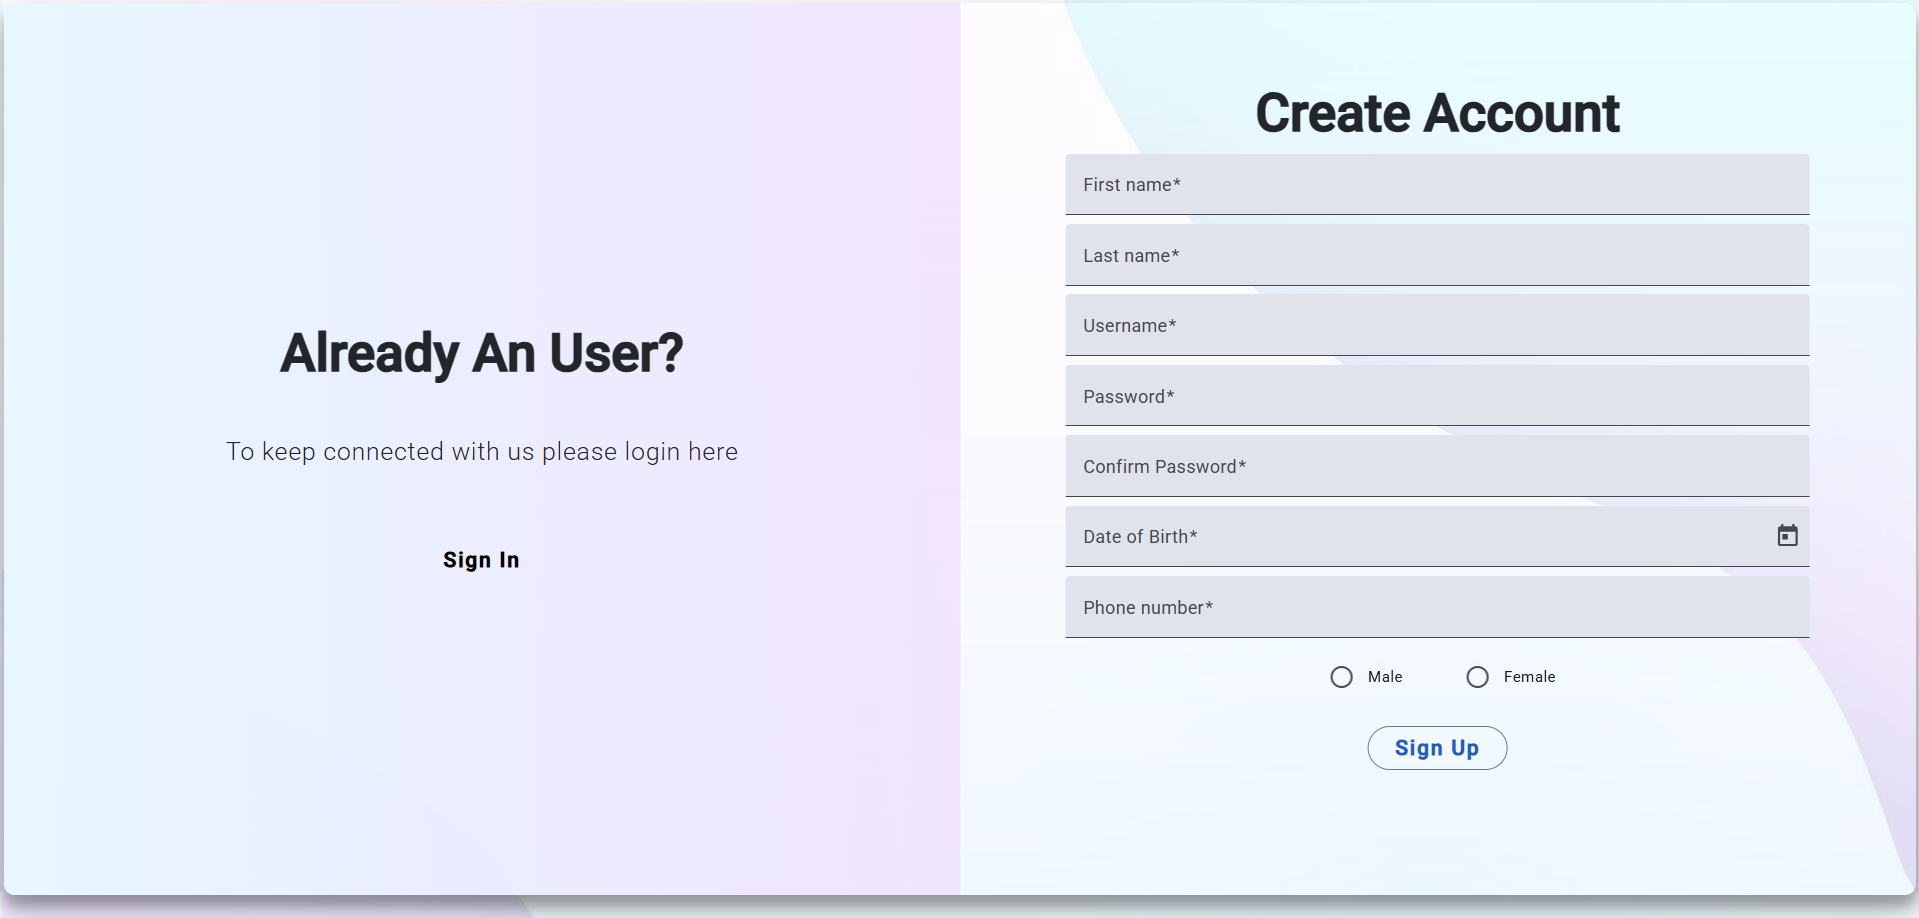 Already An User?
To keep connected with us please login here
Sign In
Create Account
First name*
Last name*
Username*
Password*
Confirm Password*
Date of Birth*
Phone number*
Male Female
Sign Up